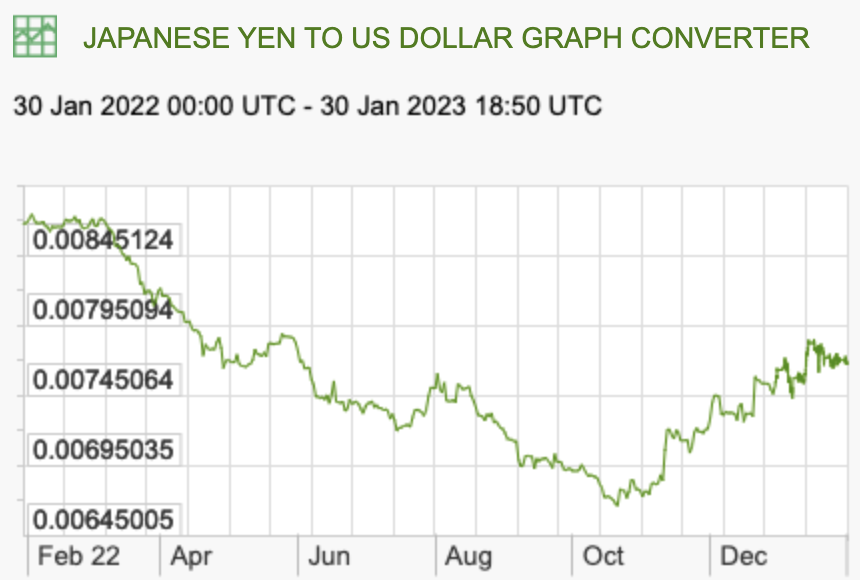 JAPANESE YEN TO US DOLLAR GRAPH CONVERTER
30 Jan 2022 00:00 UTC - 30 Jan 2023 18:50 UTC
0.00845124
0.00795094
0.00745064
0.00695035
0.00645005
Feb 22 Apr Jun Aug Oct Dec